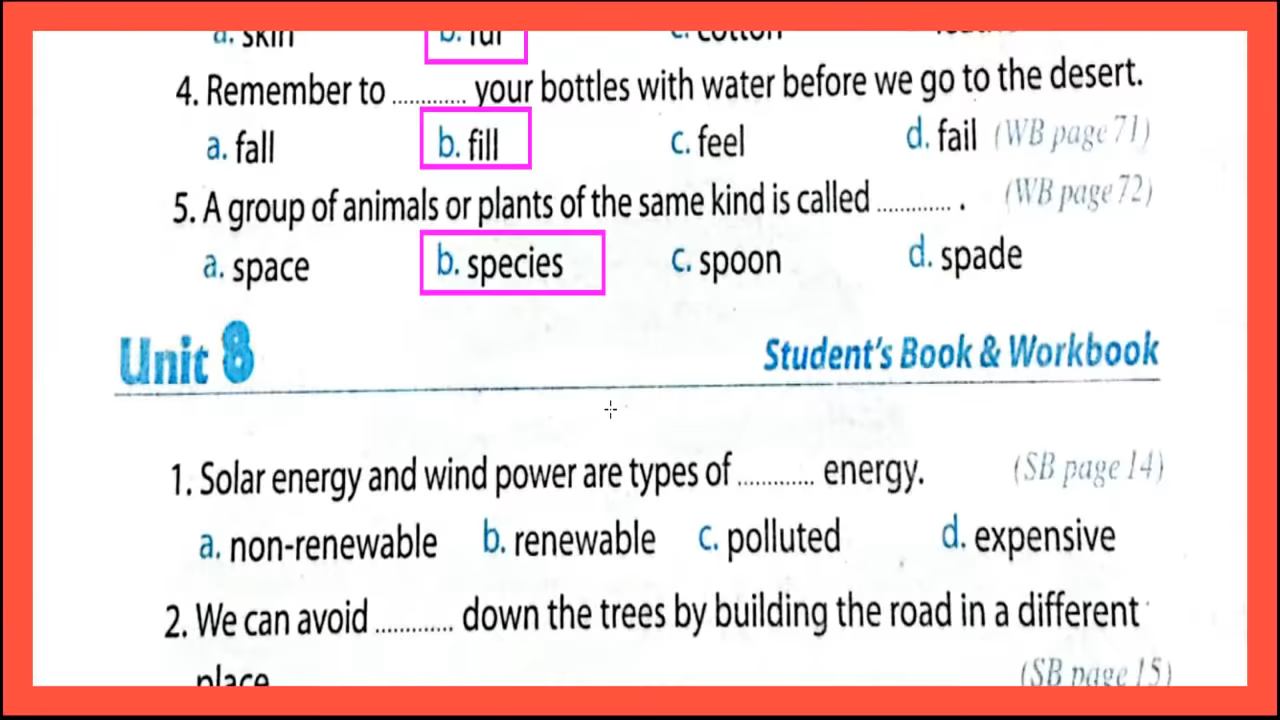 a. skin b. fur c. cotton
4. Remember to ............. your bottles with water before we go to the desert.
a. fall b. fill c. feel d. fail (WB page 71)
5. A group of animals or plants of the same kind is called ............. . (WB page 72)
a. space b. species c. spoon d. spade
Unit 8 Student's Book & Workbook
1. Solar energy and wind power are types of ............. energy. (SB page 14)
a. non-renewable b. renewable c. polluted d. expensive
2. We can avoid ............. down the trees by building the road in a different
place. (SB page 15)